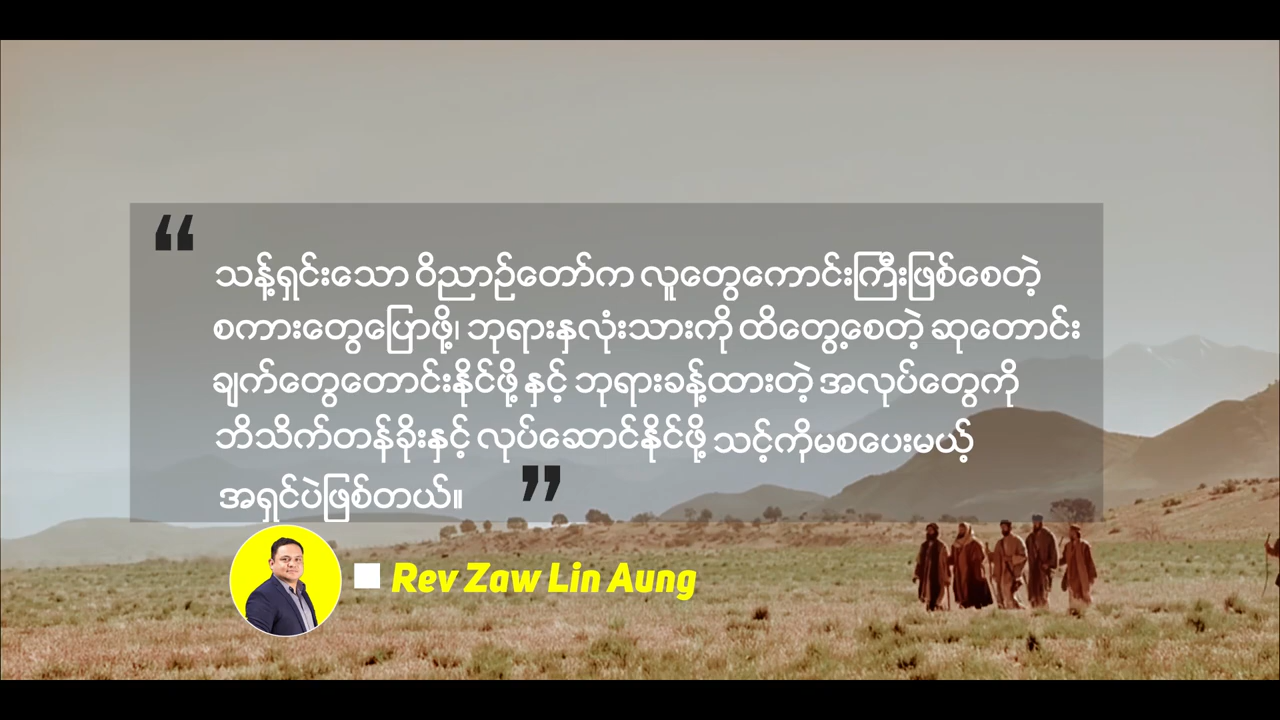 “
သန့်ရှင်းသော ဝိညာဉ်တော်က လူတွေကောင်းကြီးဖြစ်စေတဲ့
စကားတွေပြောဖို့၊ ဘုရားနှလုံးသားကို ထိတွေ့စေတဲ့ ဆုတောင်း
ချက်တွေတောင်းနိုင်ဖို့ နှင့် ဘုရားခန့်ထားတဲ့ အလုပ်တွေကို
ဘိသိက်တန်ခိုးနှင့် လုပ်ဆောင်နိုင်ဖို့ သင့်ကိုမစပေးမယ့်
အရှင်ပဲဖြစ်တယ်။ ”
Rev Zaw Lin Aung